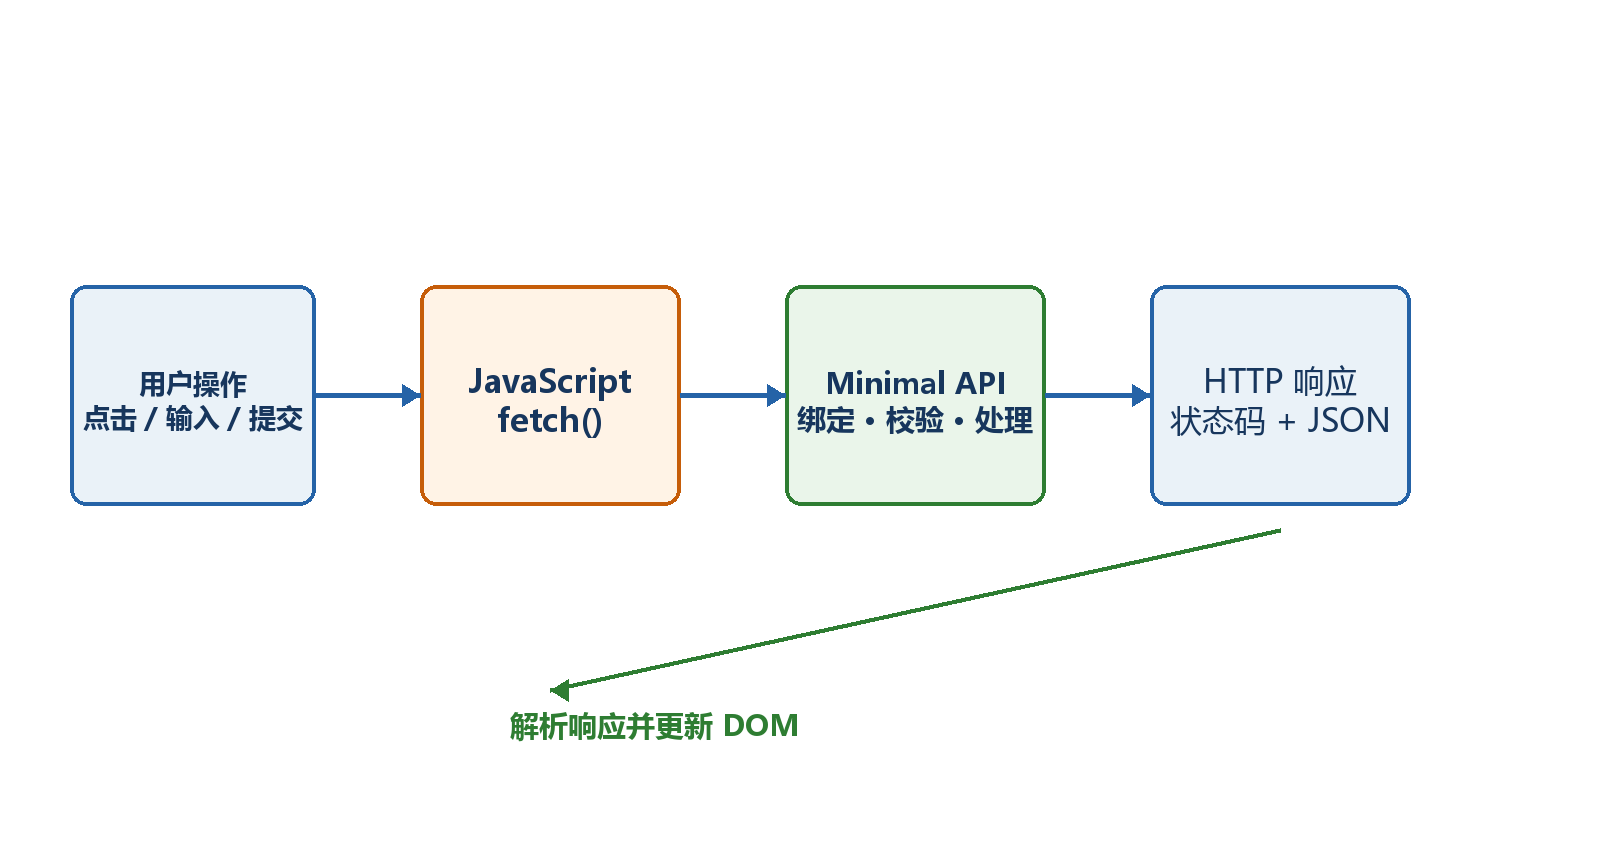 用户操作
点击 / 输入 / 提交
JavaScript
fetch()
Minimal API
绑定・校验・处理
HTTP 响应
状态码 + JSON
解析响应并更新 DOM